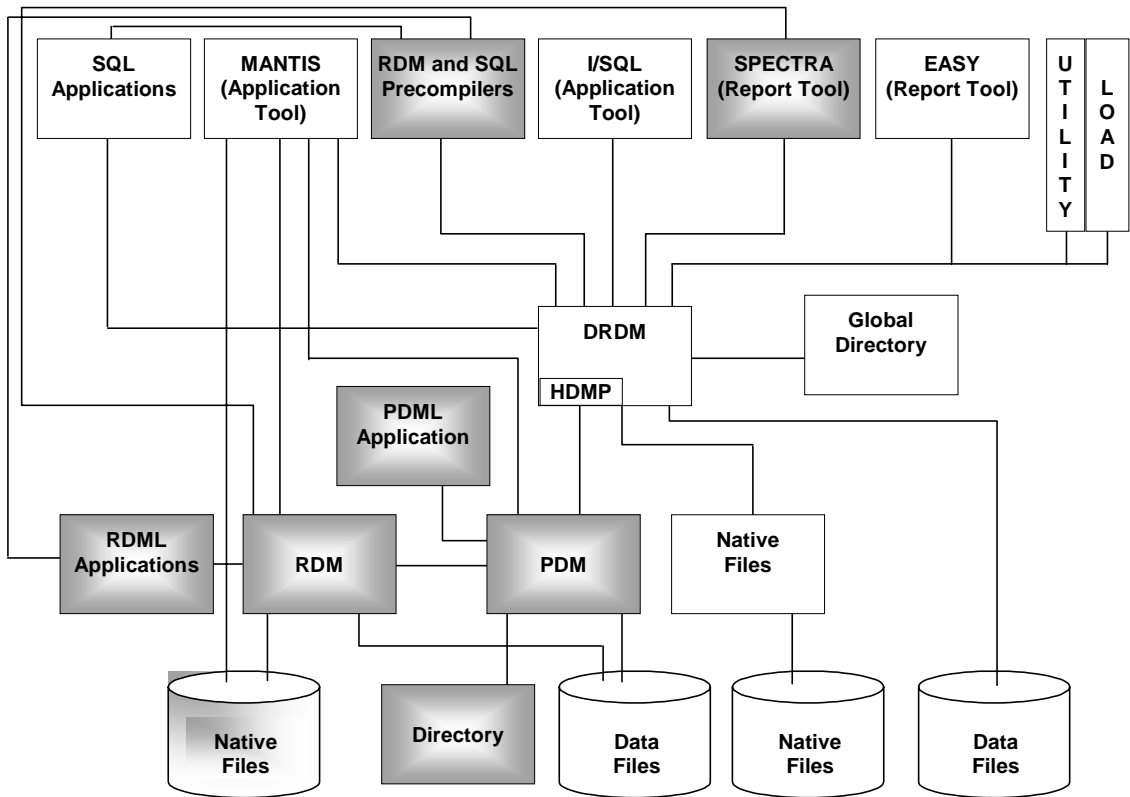 SQL
Applications
MANTIS
(Application
Tool)
RDM and SQL
Precompilers
I/SQL
(Application
Tool)
SPECTRA
(Report Tool)
EASY
(Report Tool)
UTILITY
LOAD
DRDM
HDMP
Global
Directory
PDML
Application
RDML
Applications
RDM
PDM
Native
Files
Native
Files
Directory
Data
Files
Native
Files
Data
Files